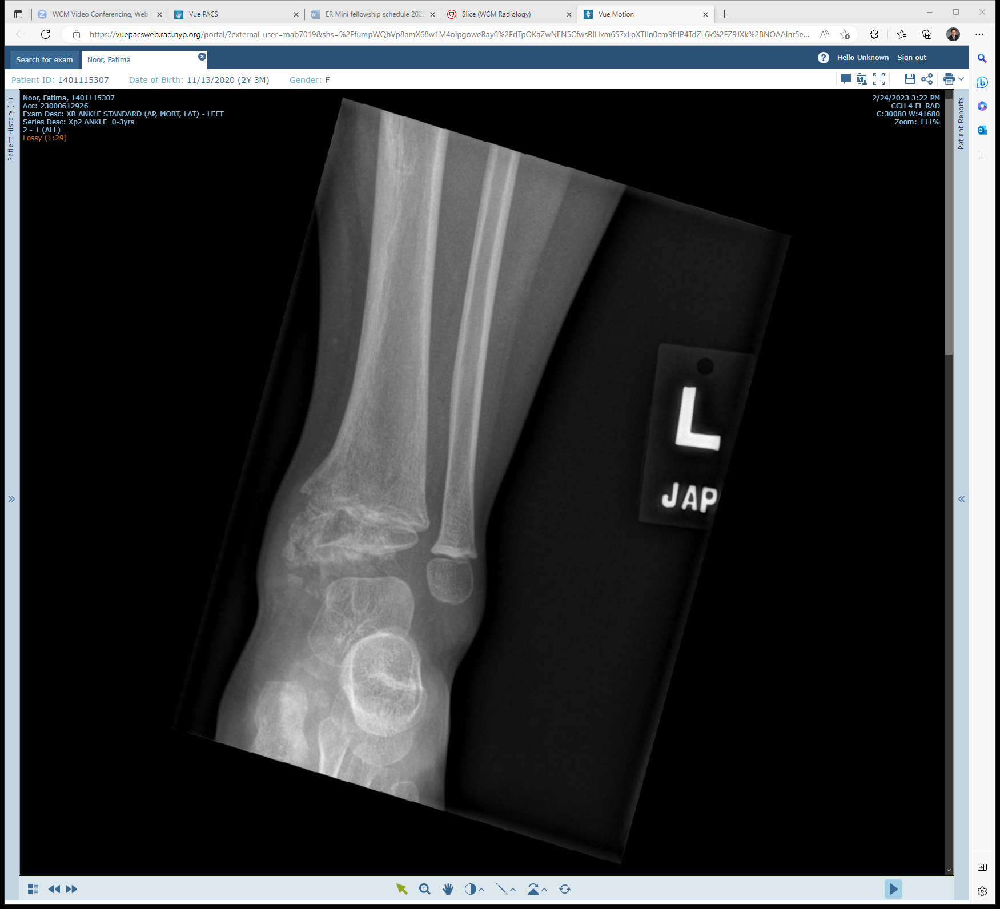 WCM Video Conferencing, Web
Vue PACS
ER Mini fellowship schedule 202
Slice (WCM Radiology)
Vue Motion
https://vuepacsweb.rad.nyp.org/portal/?external_user=mab7019&shs=%2FfumpWQbVp8amX68w1M4oipgoweRay6%2FdTpOKaZwNEN5CfwsRIHxm6S7xLpXTIIn0cm9frIP4TdZL6k%2FZ9JXk%2BNOAAInr5e...
Search for exam
Noor, Fatima
Hello Unknown
Sign out
Patient ID: 1401115307
Date of Birth: 11/13/2020 (2Y 3M)
Gender: F
Patient History (1)
Noor, Fatima, 1401115307
Acc: 23000612926
Exam Desc: XR ANKLE STANDARD (AP, MORT, LAT) - LEFT
Series Desc: Xp2 ANKLE 0-3yrs
2 - 1 (ALL)
Lossy (1:29)
2/24/2023 3:22 PM
CCH 4 FL RAD
C:30080 W:41680
Zoom: 111%
Patient Reports
L
JAP